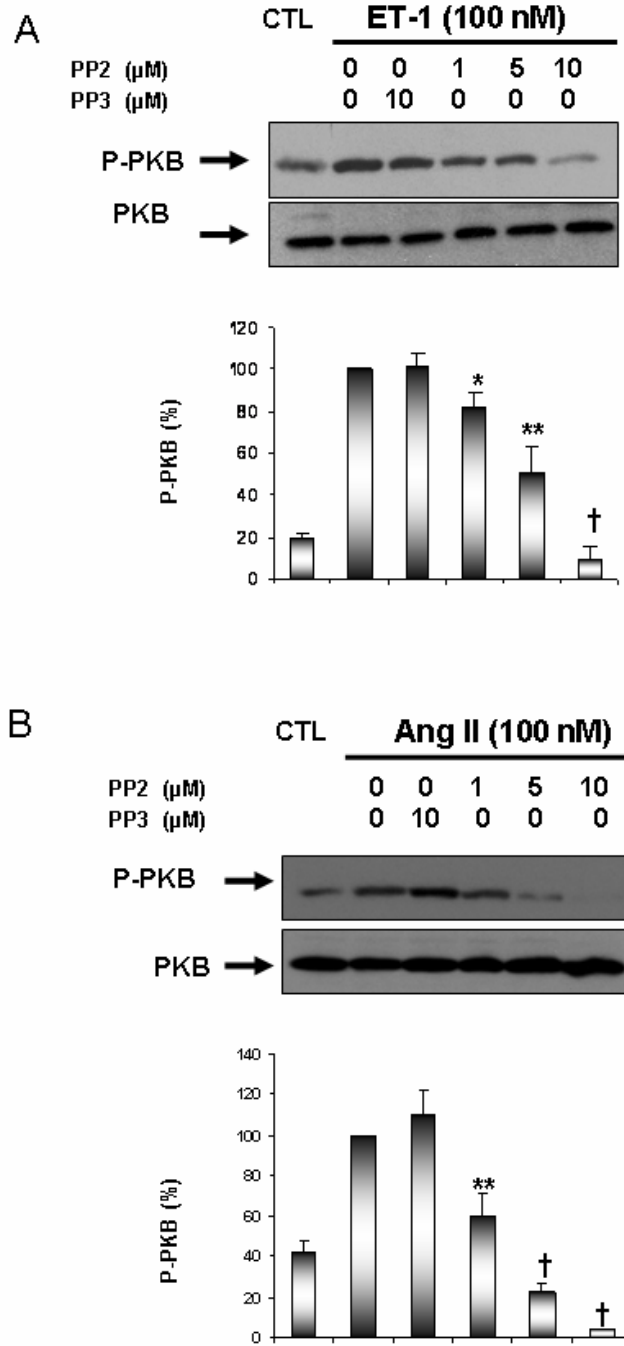 A
CTL ET-1 (100 nM)
PP2 (µM) 0 0 1 5 10
PP3 (µM) 0 10 0 0 0
P-PKB
PKB
120
100
80
60
40
20
0
P-PKB (%)
*
**
†
B
CTL Ang II (100 nM)
PP2 (µM) 0 0 1 5 10
PP3 (µM) 0 10 0 0 0
P-PKB
PKB
140
120
100
80
60
40
20
0
P-PKB (%)
**
†
†